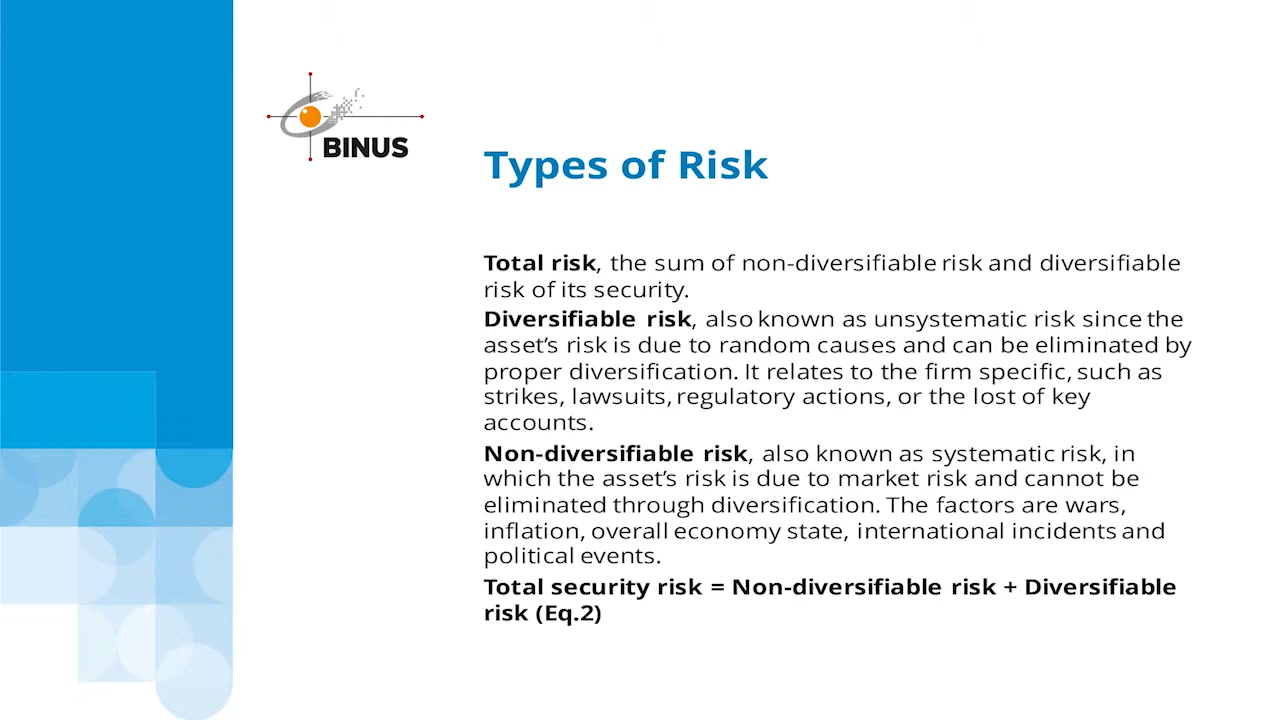 BINUS
Types of Risk
Total risk, the sum of non-diversifiable risk and diversifiable
risk of its security.
Diversifiable risk, also known as unsystematic risk since the
asset’s risk is due to random causes and can be eliminated by
proper diversification. It relates to the firm specific, such as
strikes, lawsuits, regulatory actions, or the lost of key
accounts.
Non-diversifiable risk, also known as systematic risk, in
which the asset’s risk is due to market risk and cannot be
eliminated through diversification. The factors are wars,
inflation, overall economy state, international incidents and
political events.
Total security risk = Non-diversifiable risk + Diversifiable
risk (Eq.2)